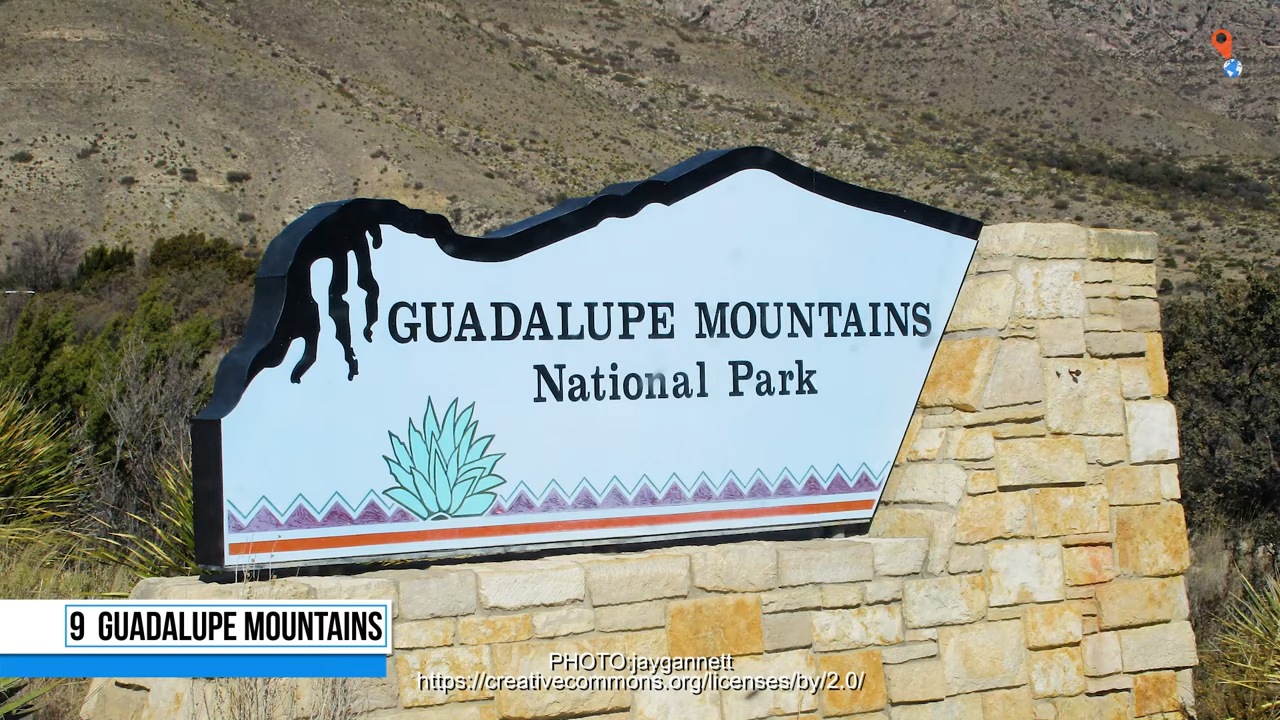 GUADALUPE MOUNTAINS
National Park
9 GUADALUPE MOUNTAINS
PHOTO:jaygannett
https://creativecommons.org/licenses/by/2.0/